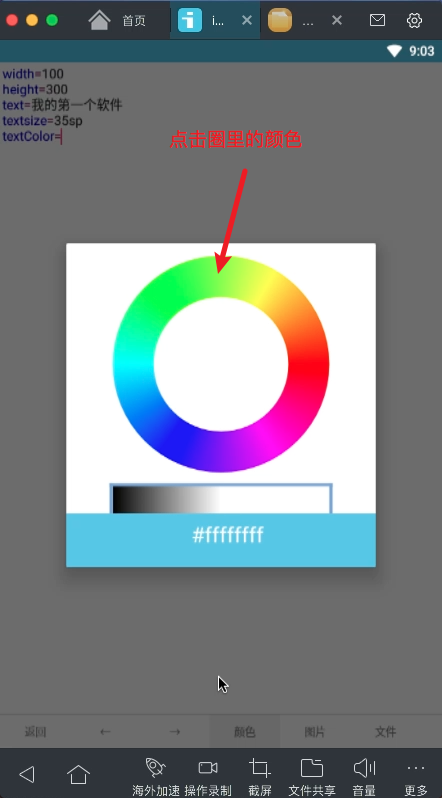 首页
i...
...
9:03
width=100
height=300
text=我的第一个软件
textsize=35sp
textColor=
点击圈里的颜色
#ffffffff
返回 ← → 颜色 图片 文件
海外加速 操作录制 截屏 文件共享 音量 更多